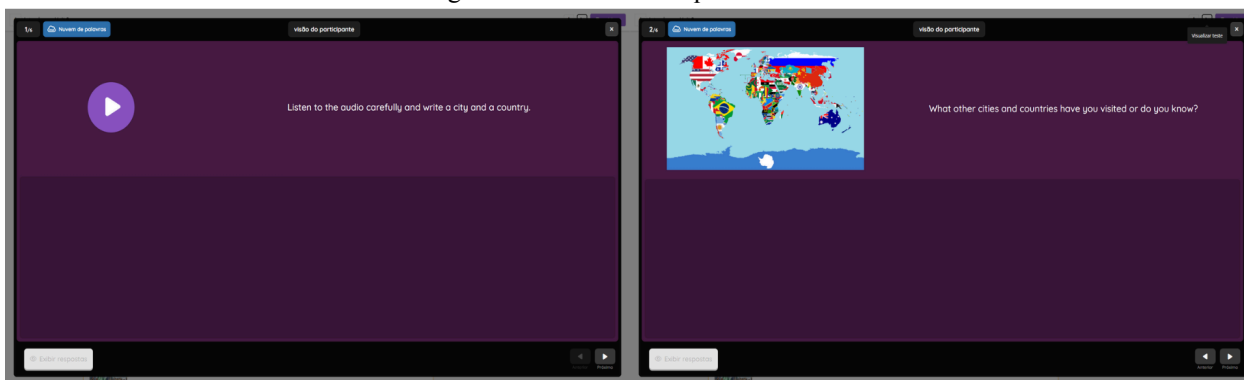 1/4
Nuvem de palavras
visão do participante
Listen to the audio carefully and write a city and a country.
Exibir respostas
Anterior
Próximo
2/4
Nuvem de palavras
visão do participante
Visualizar teste
What other cities and countries have you visited or do you know?
Exibir respostas
Anterior
Próximo